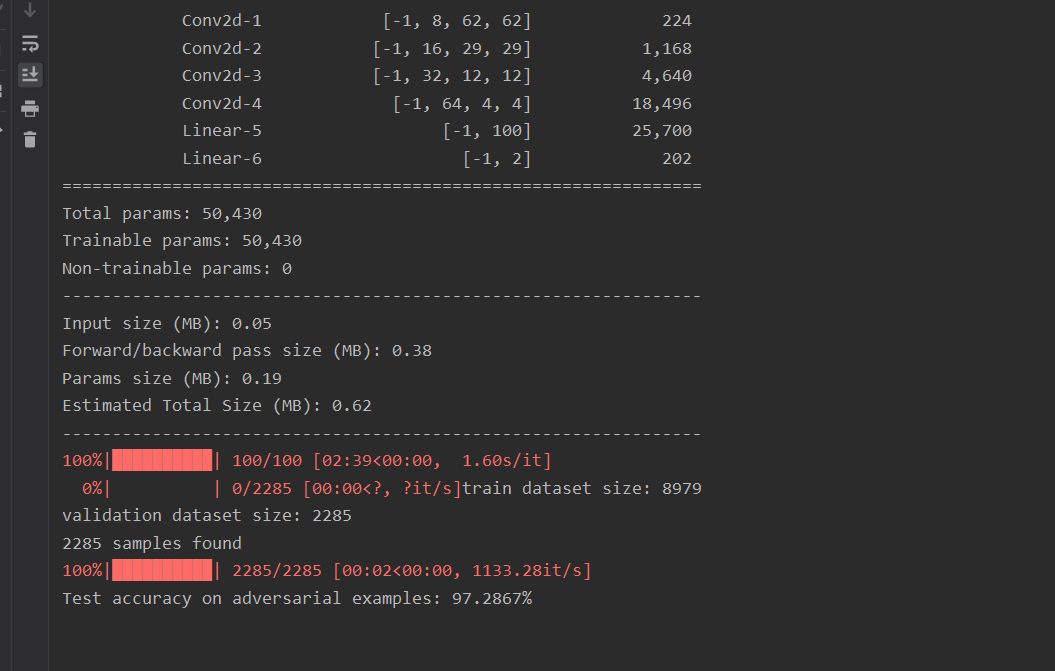 Conv2d-1 [-1, 8, 62, 62] 224
Conv2d-2 [-1, 16, 29, 29] 1,168
Conv2d-3 [-1, 32, 12, 12] 4,640
Conv2d-4 [-1, 64, 4, 4] 18,496
Linear-5 [-1, 100] 25,700
Linear-6 [-1, 2] 202
================================================================
Total params: 50,430
Trainable params: 50,430
Non-trainable params: 0
----------------------------------------------------------------
Input size (MB): 0.05
Forward/backward pass size (MB): 0.38
Params size (MB): 0.19
Estimated Total Size (MB): 0.62
----------------------------------------------------------------
100%|██████████| 100/100 [02:39<00:00,  1.60s/it]
  0%|          | 0/2285 [00:00<?, ?it/s]train dataset size: 8979
validation dataset size: 2285
2285 samples found
100%|██████████| 2285/2285 [00:02<00:00, 1133.28it/s]
Test accuracy on adversarial examples: 97.2867%